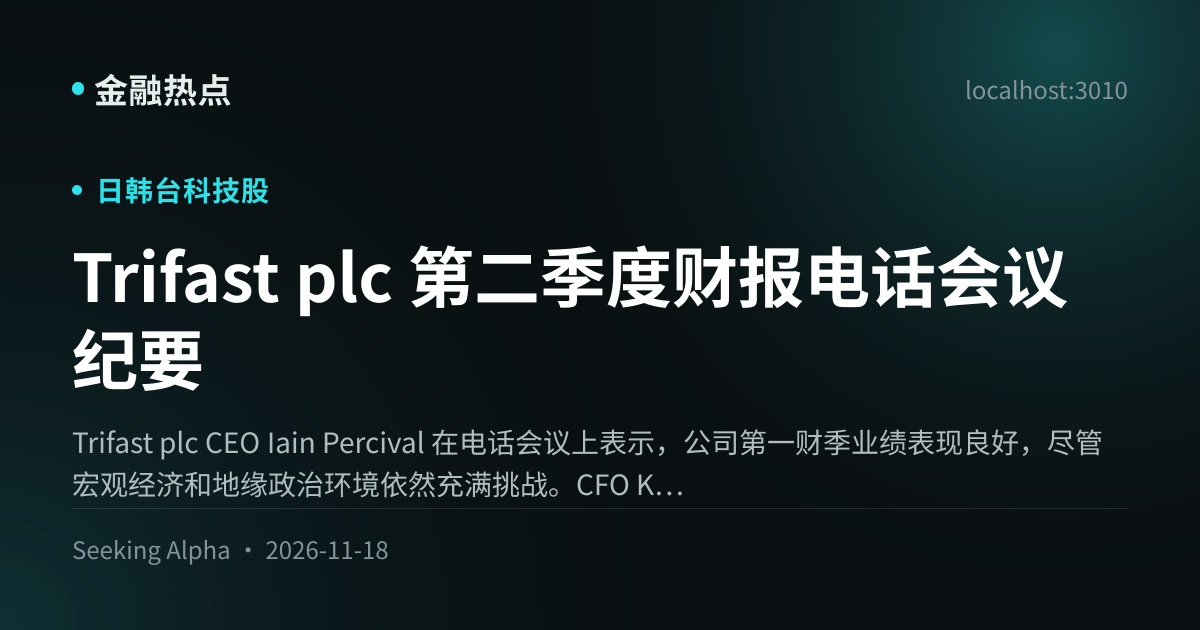 金融热点
localhost:3010
日韩台科技股
Trifast plc 第二季度财报电话会议
纪要
Trifast plc CEO Iain Percival 在电话会议上表示，公司第一财季业绩表现良好，尽管
宏观经济和地缘政治环境依然充满挑战。CFO K…
Seeking Alpha · 2026-11-18